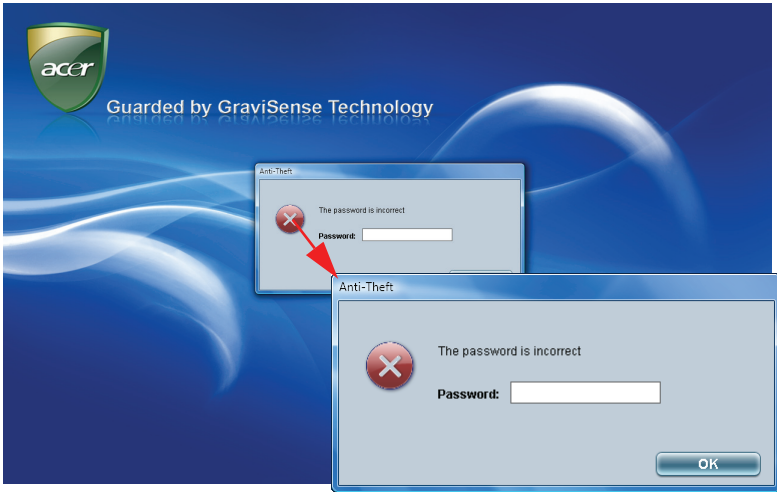 acer
Guarded by GraviSense Technology
Anti-Theft
The password is incorrect
Password:
Anti-Theft
The password is incorrect
Password:
OK